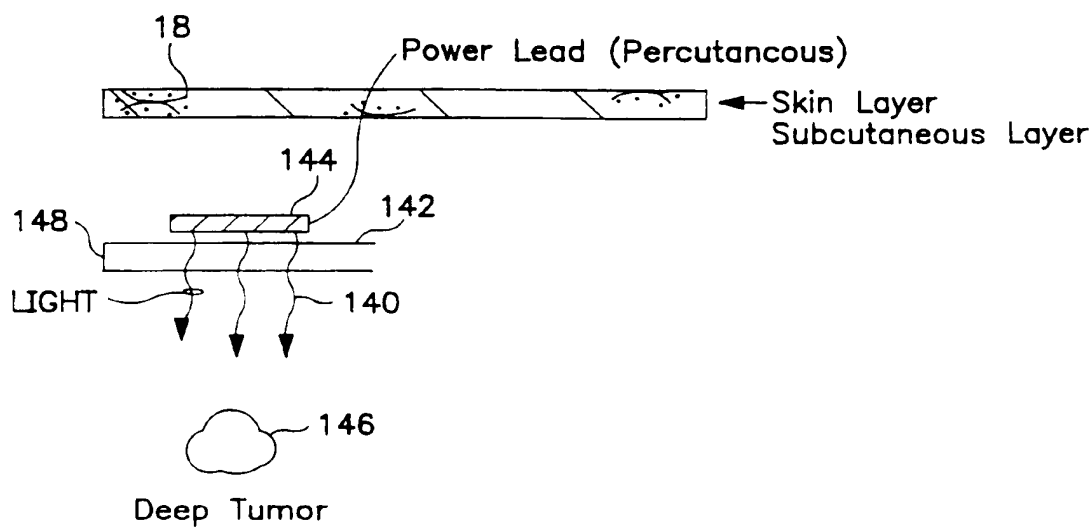 18
Power Lead (Percutancous)
Skin Layer
Subcutaneous Layer
144
142
148
LIGHT
140
146
Deep Tumor